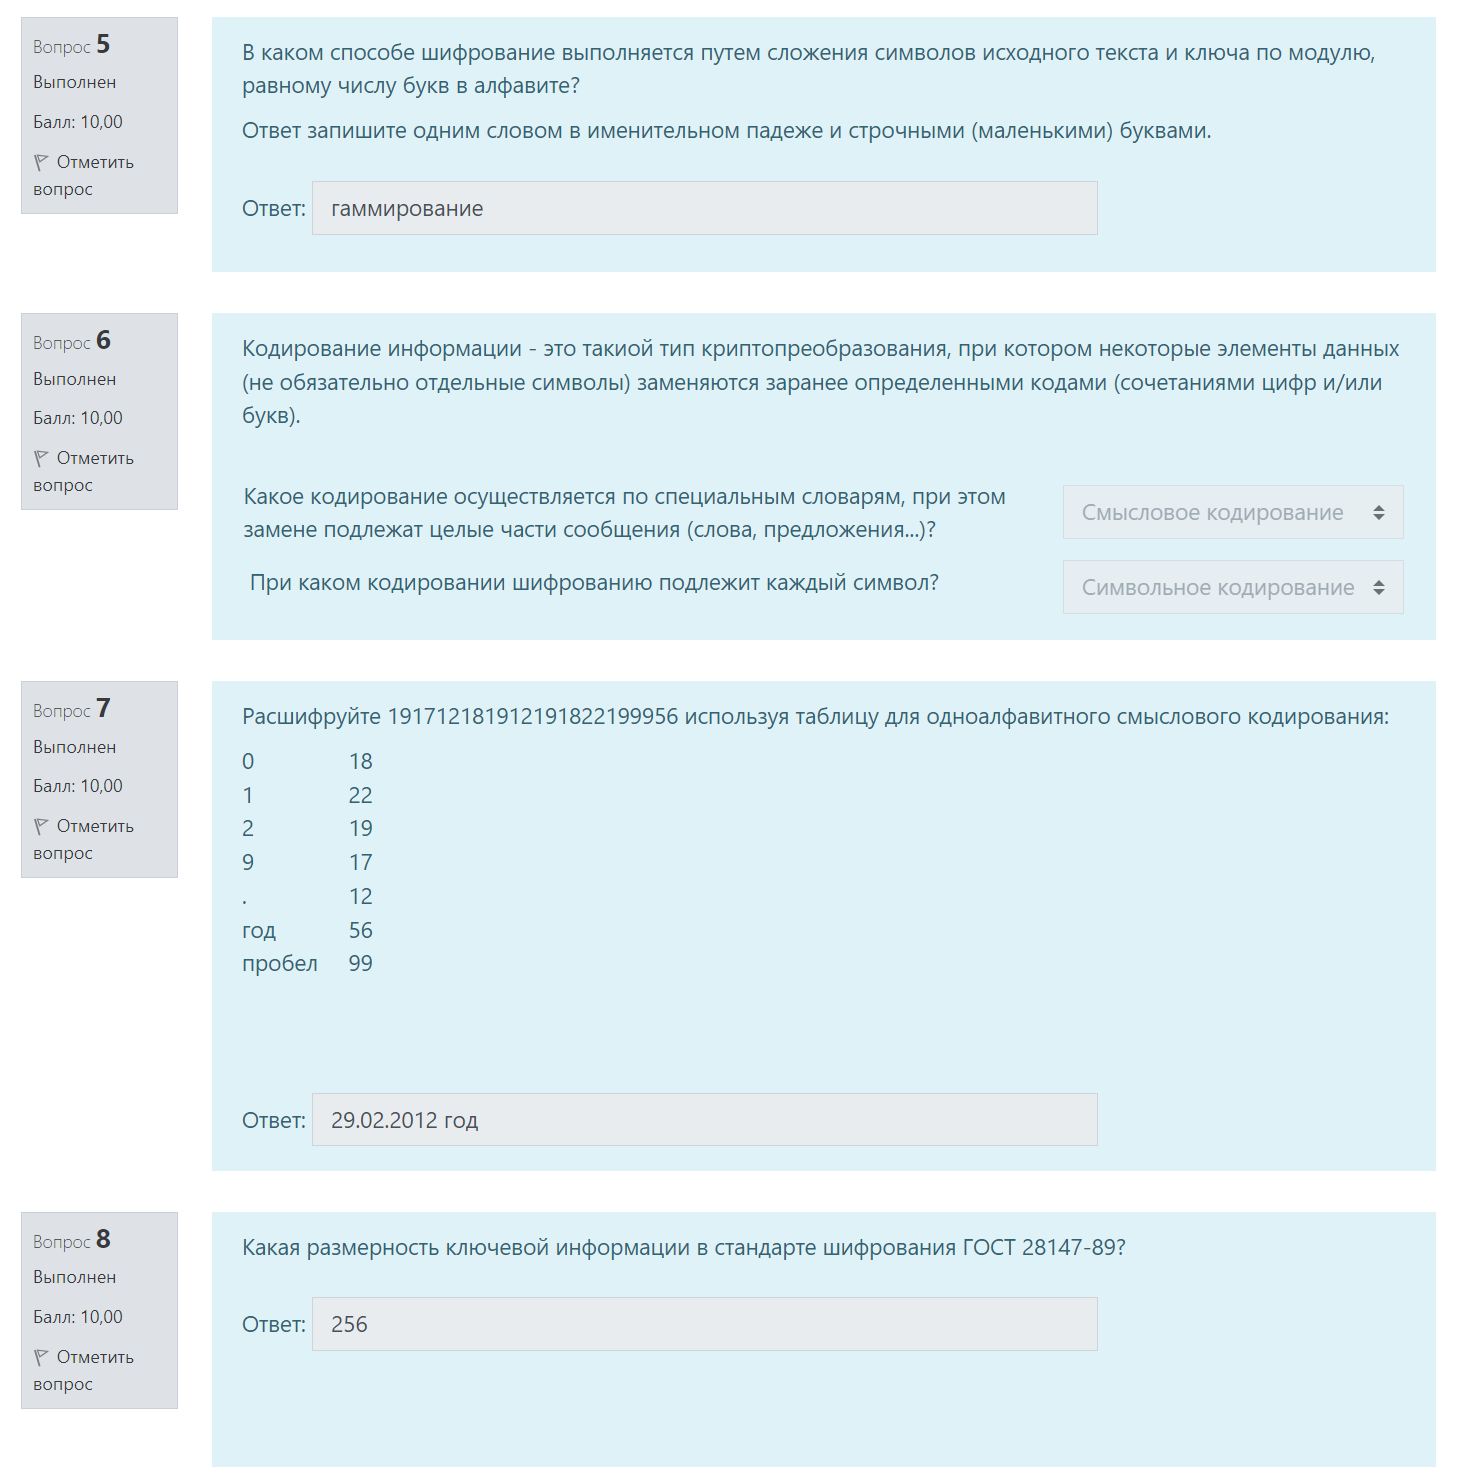 Вопрос 5
Выполнен
Балл: 10,00
Отметить
вопрос
В каком способе шифрование выполняется путем сложения символов исходного текста и ключа по модулю,
равному числу букв в алфавите?
Ответ запишите одним словом в именительном падеже и строчными (маленькими) буквами.
Ответ: гаммирование
Вопрос 6
Выполнен
Балл: 10,00
Отметить
вопрос
Кодирование информации - это такиой тип криптопреобразования, при котором некоторые элементы данных
(не обязательно отдельные символы) заменяются заранее определенными кодами (сочетаниями цифр и/или
букв).
Какое кодирование осуществляется по специальным словарям, при этом
замене подлежат целые части сообщения (слова, предложения...)?
Смысловое кодирование
При каком кодировании шифрованию подлежит каждый символ?
Символьное кодирование
Вопрос 7
Выполнен
Балл: 10,00
Отметить
вопрос
Расшифруйте 191712181912191822199956 используя таблицу для одноалфавитного смыслового кодирования:
0 18
1 22
2 19
9 17
. 12
год 56
пробел 99
Ответ: 29.02.2012 год
Вопрос 8
Выполнен
Балл: 10,00
Отметить
вопрос
Какая размерность ключевой информации в стандарте шифрования ГОСТ 28147-89?
Ответ: 256